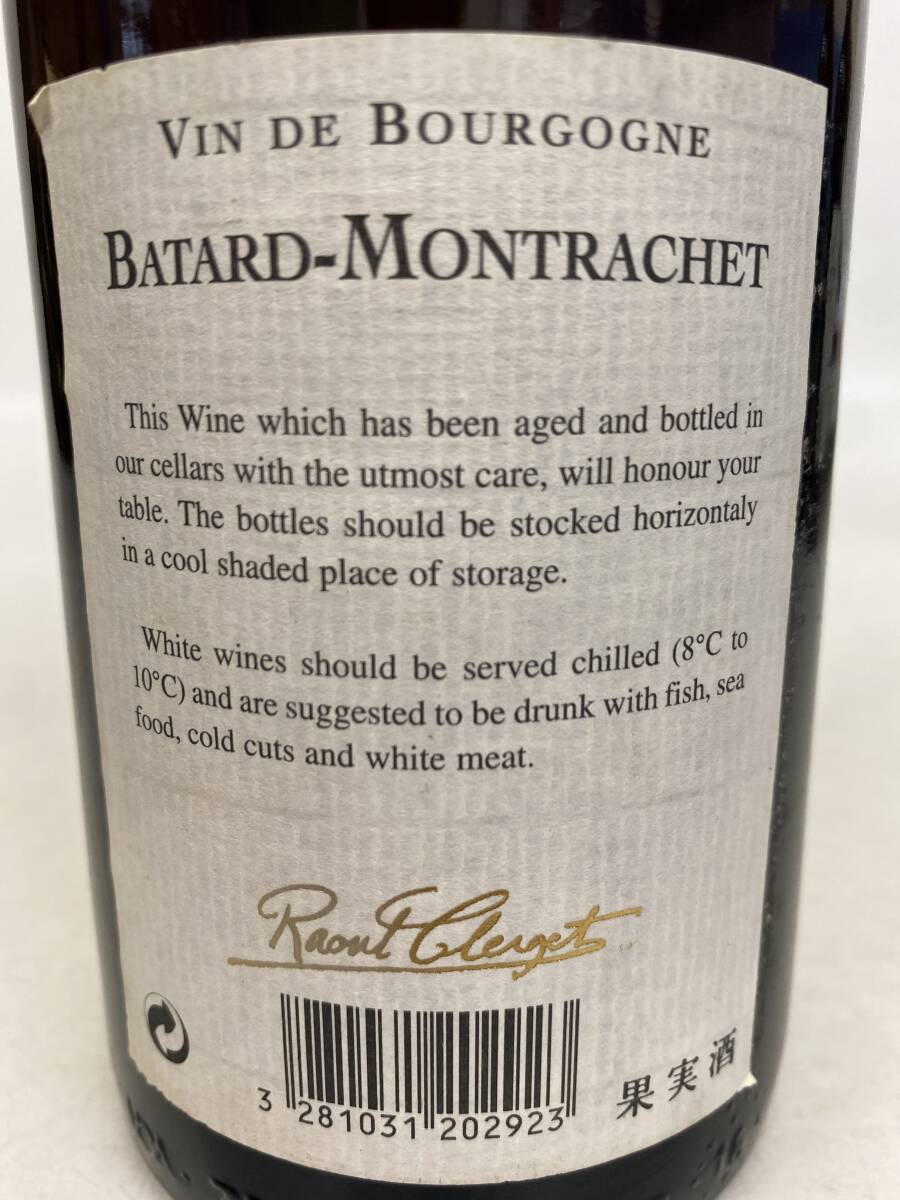 VIN DE BOURGOGNE
BATARD-MONTRACHET
This Wine which has been aged and bottled in
our cellars with the utmost care, will honour your
table. The bottles should be stocked horizontaly
in a cool shaded place of storage.
White wines should be served chilled (8°C to
10°C) and are suggested to be drunk with fish, sea
food, cold cuts and white meat.
Raoul Clerget
3 281031 202923
果実酒